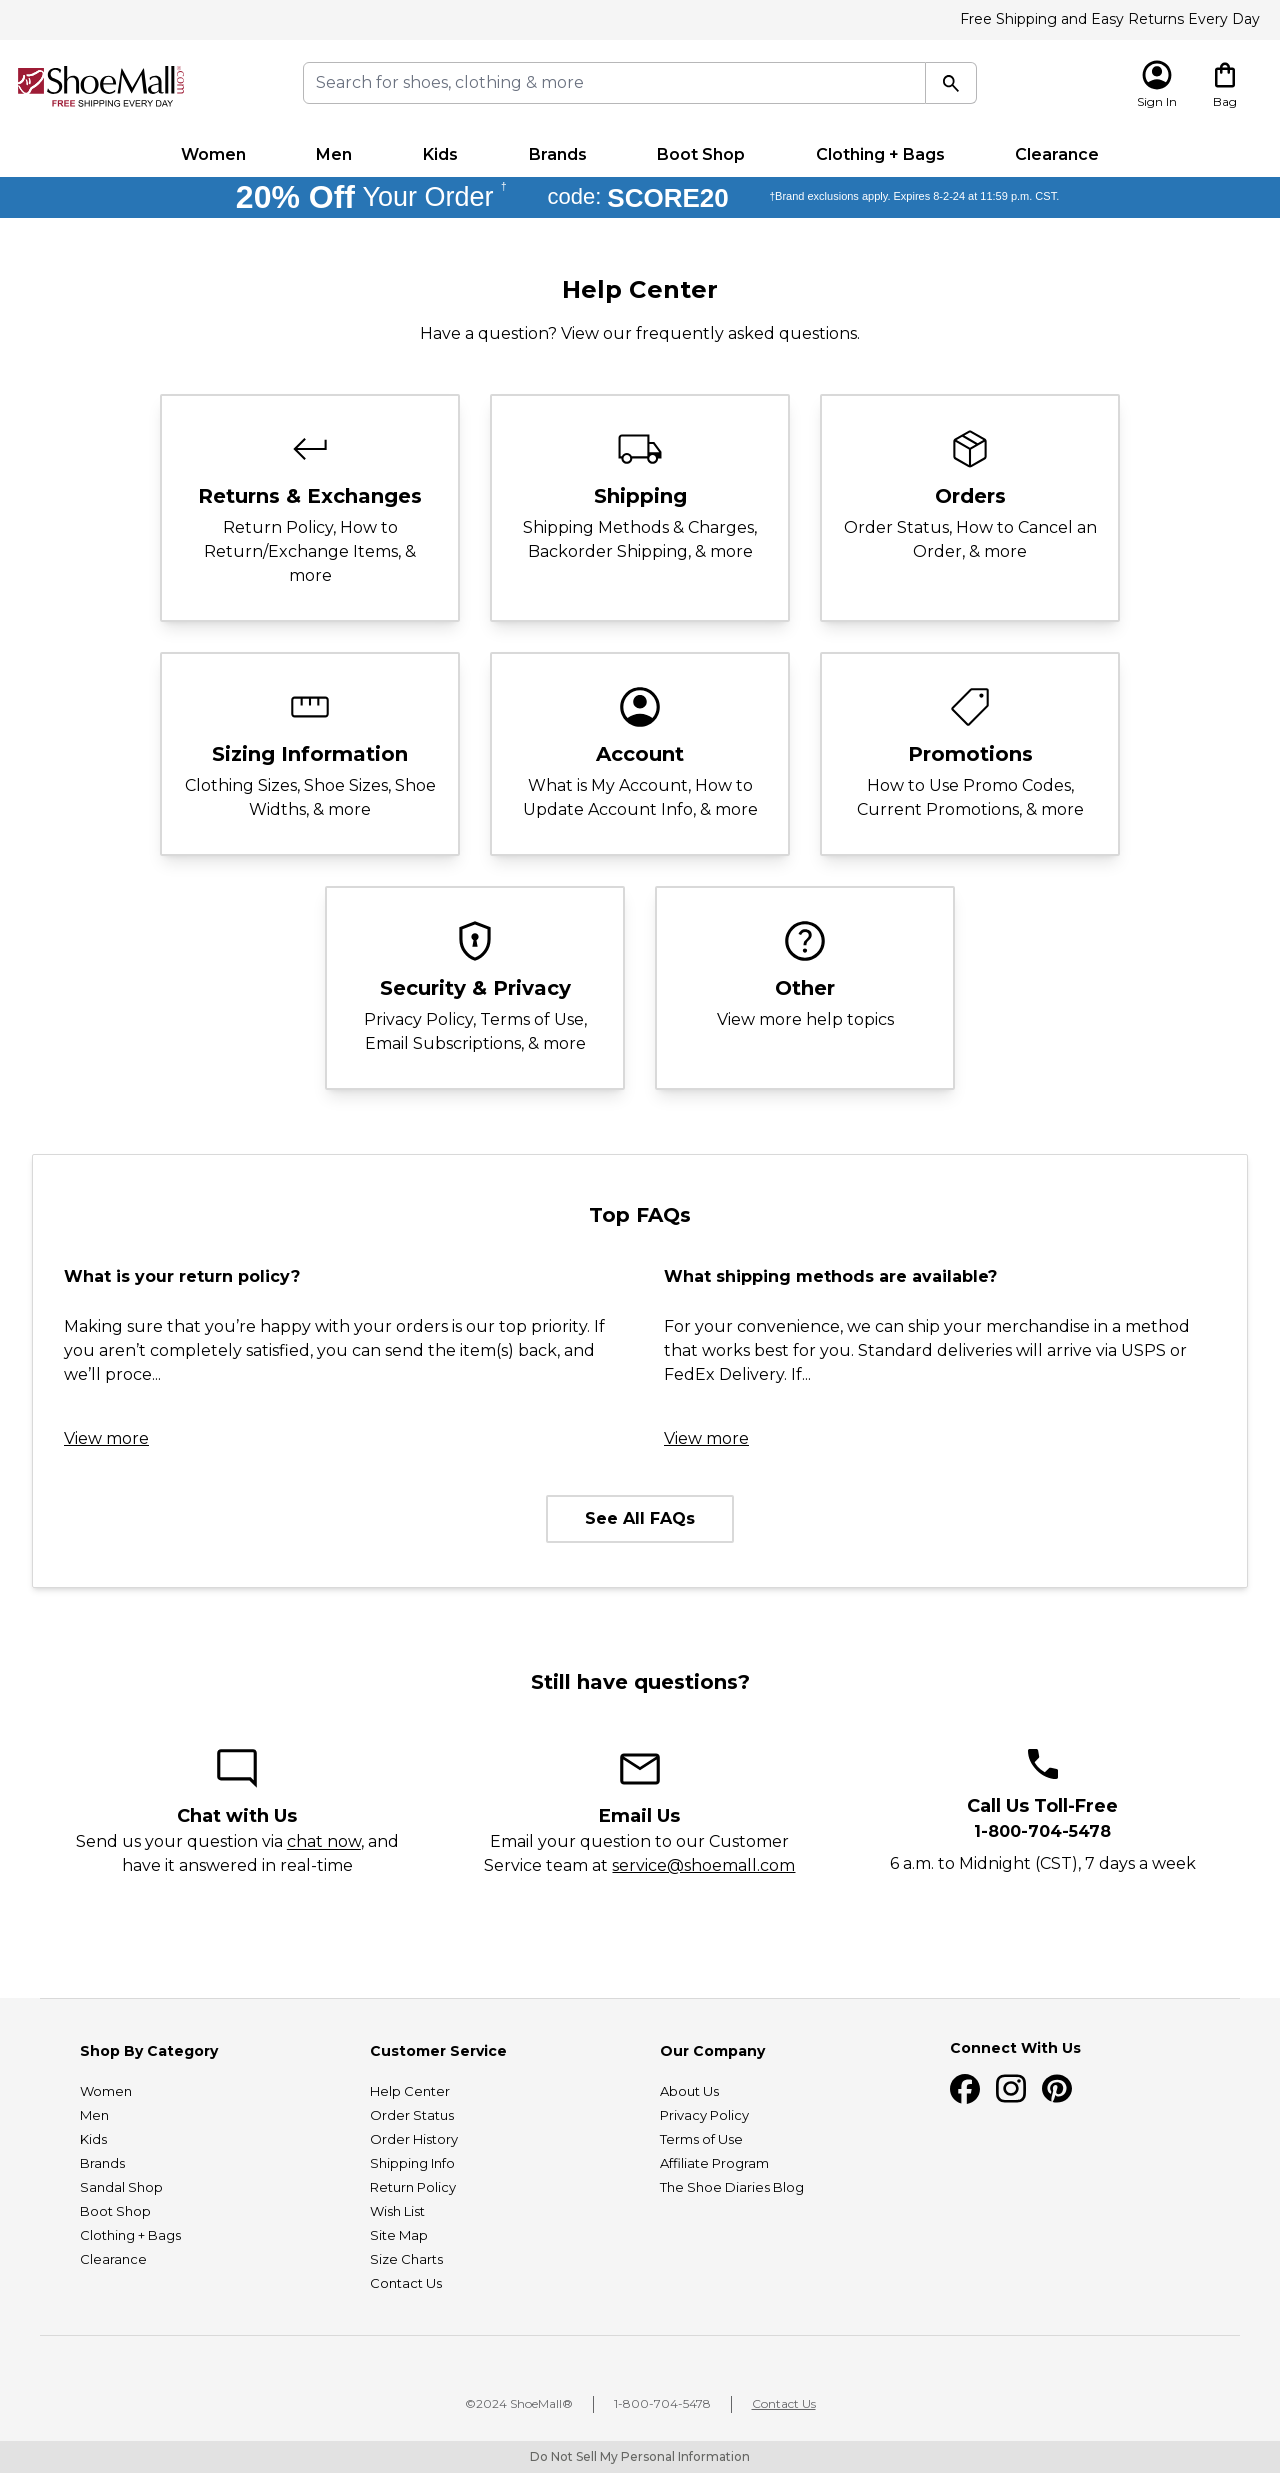 Free Shipping and Easy Returns Every Day
ShoeMall®.com
FREE SHIPPING EVERY DAY
Search for shoes, clothing & more
Sign In
Bag
Women Men Kids Brands Boot Shop Clothing + Bags Clearance
20% Off Your Order † code: SCORE20 †Brand exclusions apply. Expires 8-2-24 at 11:59 p.m. CST.
Help Center
Have a question? View our frequently asked questions.
Returns & Exchanges
Return Policy, How to
Return/Exchange Items, &
more
Shipping
Shipping Methods & Charges,
Backorder Shipping, & more
Orders
Order Status, How to Cancel an
Order, & more
Sizing Information
Clothing Sizes, Shoe Sizes, Shoe
Widths, & more
Account
What is My Account, How to
Update Account Info, & more
Promotions
How to Use Promo Codes,
Current Promotions, & more
Security & Privacy
Privacy Policy, Terms of Use,
Email Subscriptions, & more
Other
View more help topics
Top FAQs
What is your return policy?
Making sure that you’re happy with your orders is our top priority. If
you aren’t completely satisfied, you can send the item(s) back, and
we’ll proce...
View more
What shipping methods are available?
For your convenience, we can ship your merchandise in a method
that works best for you. Standard deliveries will arrive via USPS or
FedEx Delivery. If...
View more
See All FAQs
Still have questions?
Chat with Us
Send us your question via chat now, and
have it answered in real-time
Email Us
Email your question to our Customer
Service team at service@shoemall.com
Call Us Toll-Free
1-800-704-5478
6 a.m. to Midnight (CST), 7 days a week
Shop By Category
Women
Men
Kids
Brands
Sandal Shop
Boot Shop
Clothing + Bags
Clearance
Customer Service
Help Center
Order Status
Order History
Shipping Info
Return Policy
Wish List
Site Map
Size Charts
Contact Us
Our Company
About Us
Privacy Policy
Terms of Use
Affiliate Program
The Shoe Diaries Blog
Connect With Us
©2024 ShoeMall® 1-800-704-5478 Contact Us
Do Not Sell My Personal Information